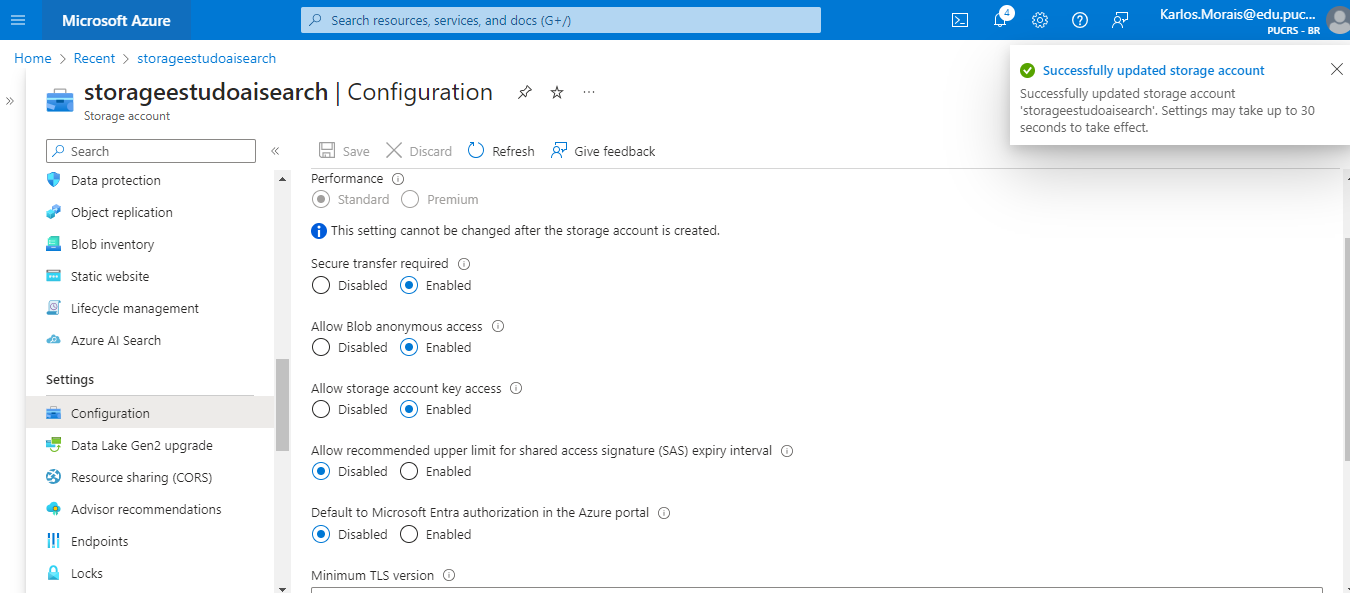 Microsoft Azure
Search resources, services, and docs (G+/)
4
Karlos.Morais@edu.puc...
PUCRS - BR
Home > Recent > storageestudoaisearch
Successfully updated storage account
Successfully updated storage account
'storageestudoaisearch'. Settings may take up to 30
seconds to take effect.
storageestudoaisearch | Configuration
...
Storage account
Search
Save
Discard
Refresh
Give feedback
Data protection
Object replication
Blob inventory
Static website
Lifecycle management
Azure AI Search
Settings
Configuration
Data Lake Gen2 upgrade
Resource sharing (CORS)
Advisor recommendations
Endpoints
Locks
Performance
Standard Premium
This setting cannot be changed after the storage account is created.
Secure transfer required
Disabled Enabled
Allow Blob anonymous access
Disabled Enabled
Allow storage account key access
Disabled Enabled
Allow recommended upper limit for shared access signature (SAS) expiry interval
Disabled Enabled
Default to Microsoft Entra authorization in the Azure portal
Disabled Enabled
Minimum TLS version